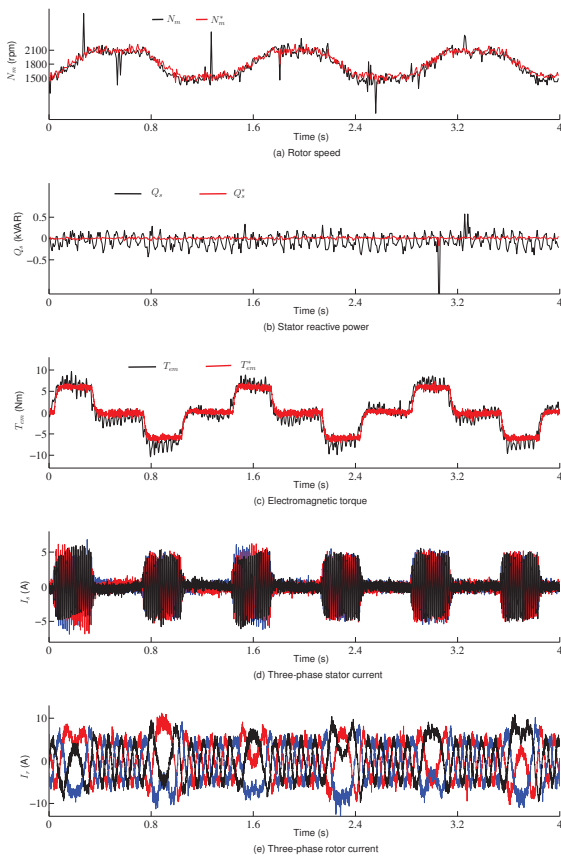 N_m N_m^*
N_m (rpm)
2100
1800
1500
0 0.8 1.6 2.4 3.2 4
Time (s)
(a) Rotor speed
Q_s Q_s^*
Q_s (kVAR)
0.5
0
−0.5
0 0.8 1.6 2.4 3.2 4
Time (s)
(b) Stator reactive power
T_em T_em^*
T_em (Nm)
10
5
0
−5
−10
0 0.8 1.6 2.4 3.2 4
Time (s)
(c) Electromagnetic torque
I_s (A)
5
0
−5
0 0.8 1.6 2.4 3.2 4
Time (s)
(d) Three-phase stator current
I_r (A)
10
0
−10
0 0.8 1.6 2.4 3.2 4
Time (s)
(e) Three-phase rotor current